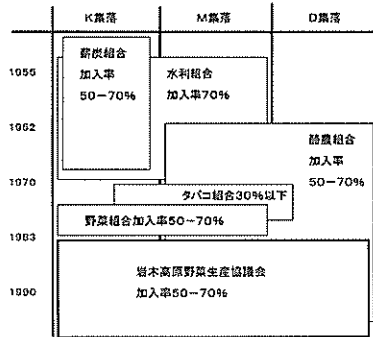 K集落 M集落 D集落
1955
1962
1970
1983
1990
薪炭組合
加入率
50−70%
水利組合
加入率70%
酪農組合
加入率
50−70%
タバコ組合30%以下
野菜組合加入率50−70%
岩木高原野菜生産協議会
加入率50−70%